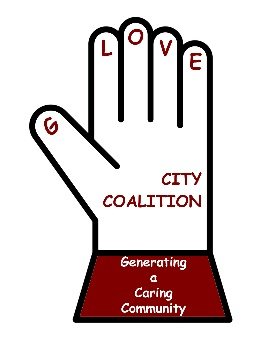 G L O V E
CITY
COALITION
Generating
a
Caring
Community